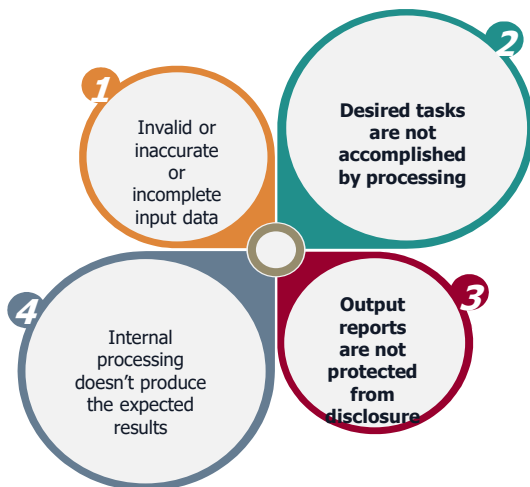 1
Invalid or
inaccurate
or
incomplete
input data
2
Desired tasks
are not
accomplished
by processing
3
Output
reports
are not
protected
from
disclosure
4
Internal
processing
doesn’t produce
the expected
results